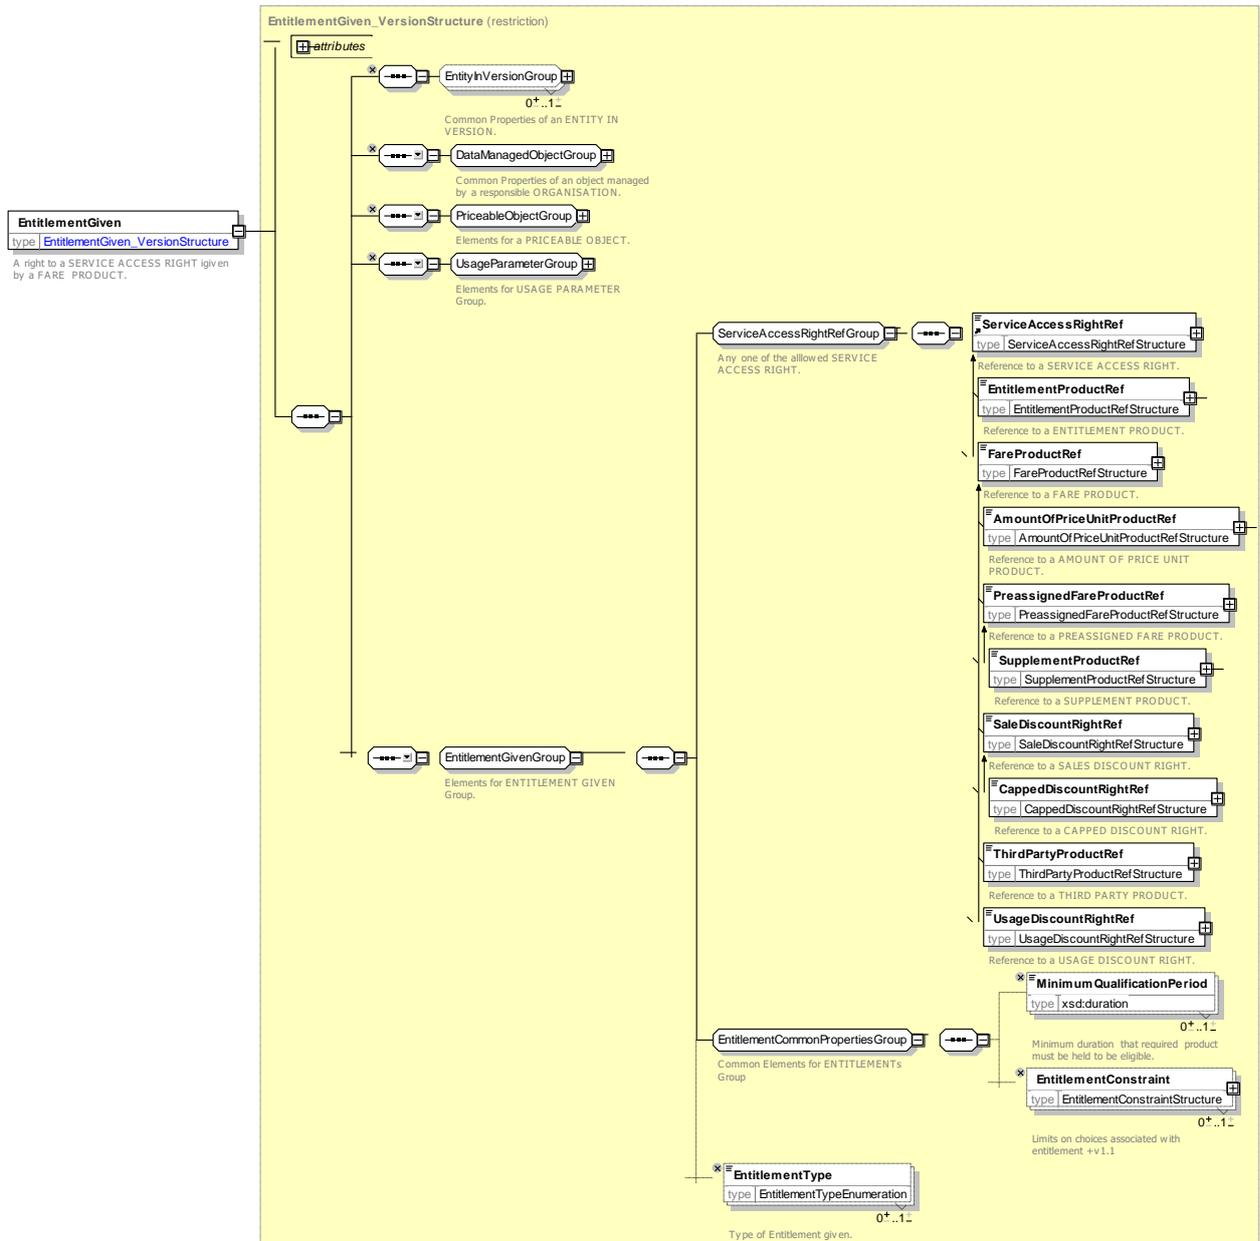 EntitlementGiven_VersionStructure (restriction)
attributes
EntityInVersionGroup
0..1
Common Properties of an ENTITY IN
VERSION.
DataManagedObjectGroup
Common Properties of an object managed
by a responsible ORGANISATION.
PriceableObjectGroup
Elements for a PRICEABLE OBJECT.
UsageParameterGroup
Elements for USAGE PARAMETER
Group.
EntitlementGiven
type EntitlementGiven_VersionStructure
A right to a SERVICE ACCESS RIGHT igiven
by a FARE PRODUCT.
ServiceAccessRightRefGroup
Any one of the alllowed SERVICE
ACCESS RIGHT.
ServiceAccessRightRef
type ServiceAccessRightRefStructure
Reference to a SERVICE ACCESS RIGHT.
EntitlementProductRef
type EntitlementProductRefStructure
Reference to a ENTITLEMENT PRODUCT.
FareProductRef
type FareProductRefStructure
Reference to a FARE PRODUCT.
AmountOfPriceUnitProductRef
type AmountOfPriceUnitProductRefStructure
Reference to a AMOUNT OF PRICE UNIT
PRODUCT.
PreassignedFareProductRef
type PreassignedFareProductRefStructure
Reference to a PREASSIGNED FARE PRODUCT.
SupplementProductRef
type SupplementProductRefStructure
Reference to a SUPPLEMENT PRODUCT.
SaleDiscountRightRef
type SaleDiscountRightRefStructure
Reference to a SALES DISCOUNT RIGHT.
CappedDiscountRightRef
type CappedDiscountRightRefStructure
Reference to a CAPPED DISCOUNT RIGHT.
ThirdPartyProductRef
type ThirdPartyProductRefStructure
Reference to a THIRD PARTY PRODUCT.
UsageDiscountRightRef
type UsageDiscountRightRefStructure
Reference to a USAGE DISCOUNT RIGHT.
EntitlementGivenGroup
Elements for ENTITLEMENT GIVEN
Group.
EntitlementCommonPropertiesGroup
Common Elements for ENTITLEMENTs
Group
MinimumQualificationPeriod
type xsd:duration
0..1
Minimum duration that required product
must be held to be eligible.
EntitlementConstraint
type EntitlementConstraintStructure
0..1
Limits on choices associated with
entitlement +v1.1
EntitlementType
type EntitlementTypeEnumeration
0..1
Type of Entitlement given.